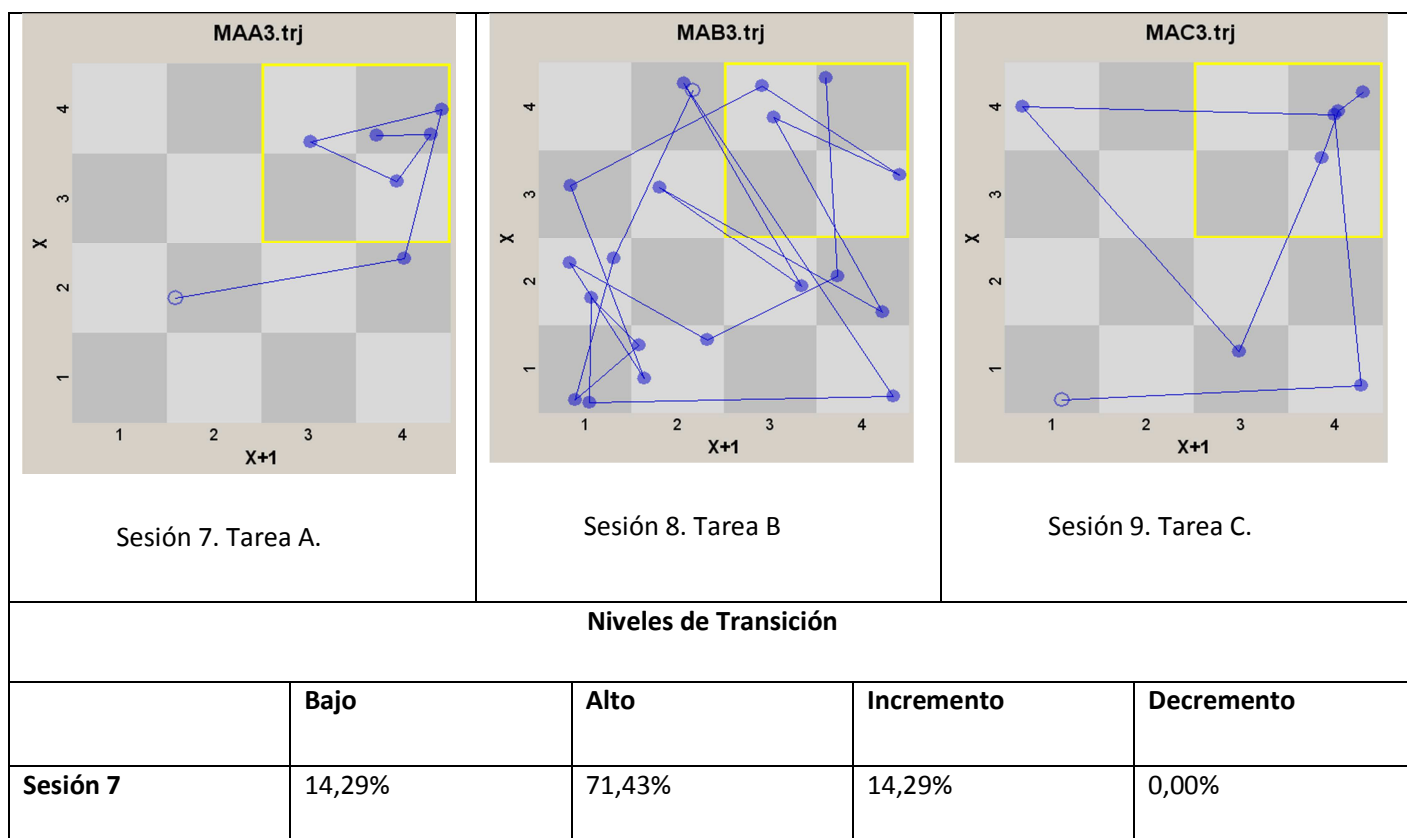 MAA3.trj
4
3
2
1
X
1 2 3 4
X+1
Sesión 7. Tarea A.
MAB3.trj
4
3
2
1
X
1 2 3 4
X+1
Sesión 8. Tarea B
MAC3.trj
4
3
2
1
X
1 2 3 4
X+1
Sesión 9. Tarea C.
Niveles de Transición
Bajo Alto Incremento Decremento
Sesión 7 14,29% 71,43% 14,29% 0,00%